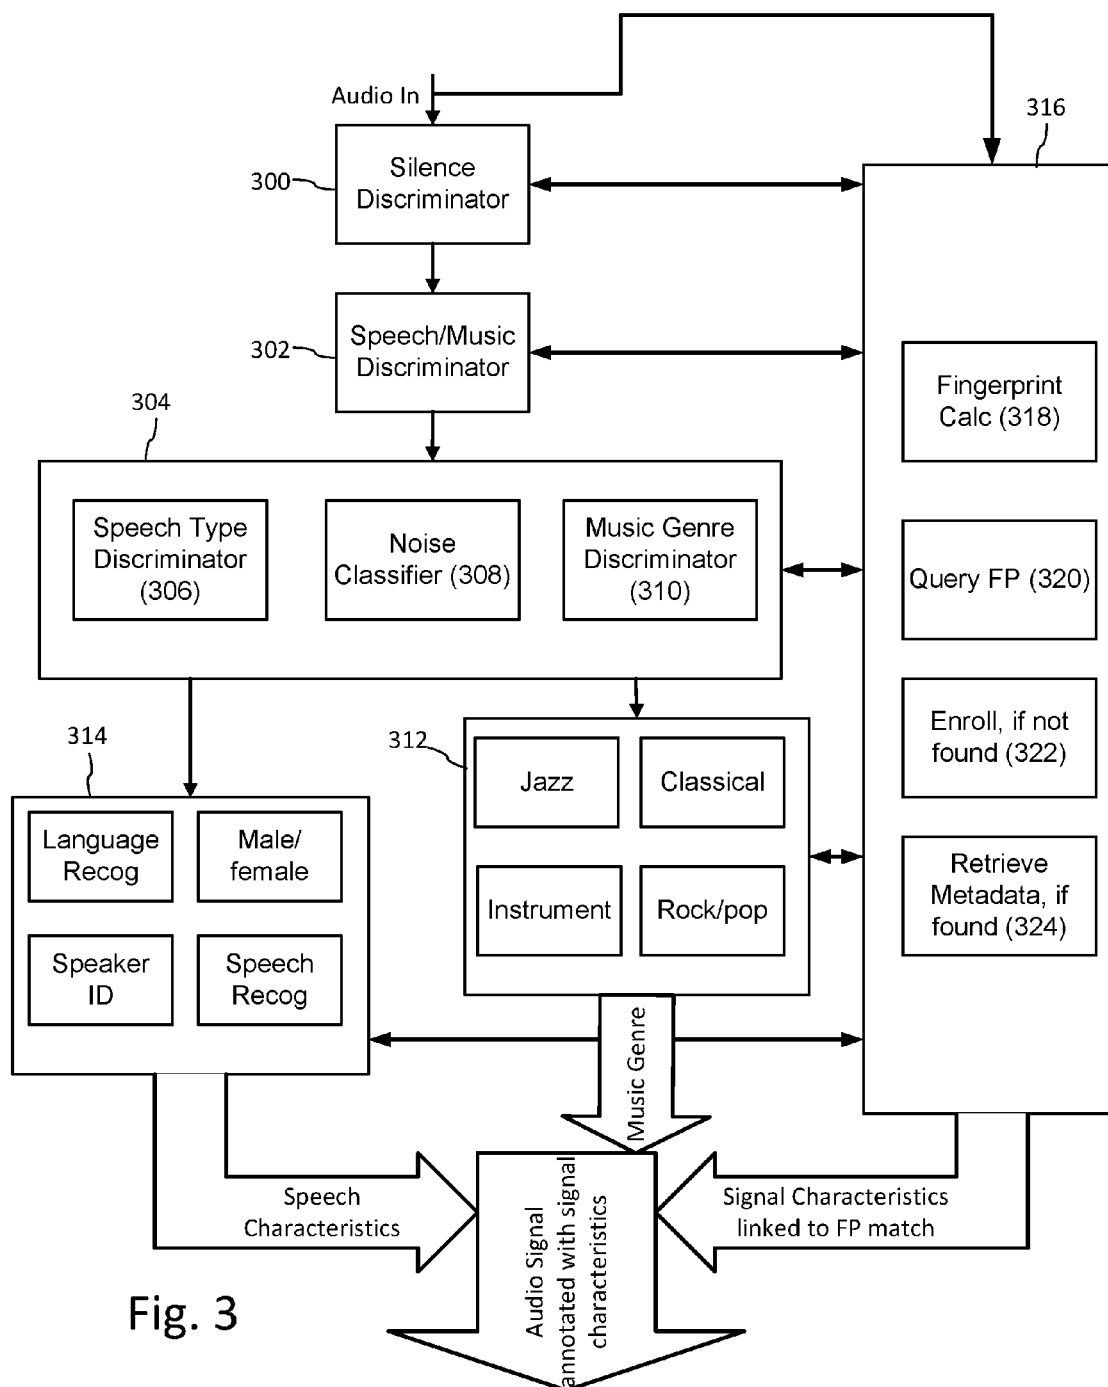 Audio In
316
Silence
Discriminator
300
Speech/Music
Discriminator
302
304
Fingerprint
Calc (318)
Speech Type
Discriminator
(306)
Noise
Classifier (308)
Music Genre
Discriminator
(310)
Query FP (320)
Enroll, if not
found (322)
314
312
Jazz
Classical
Language
Recog
Male/
female
Instrument
Rock/pop
Retrieve
Metadata, if
found (324)
Speaker
ID
Speech
Recog
Music Genre
Speech
Characteristics
Signal Characteristics
linked to FP match
Audio Signal
annotated with signal
characteristics
Fig. 3